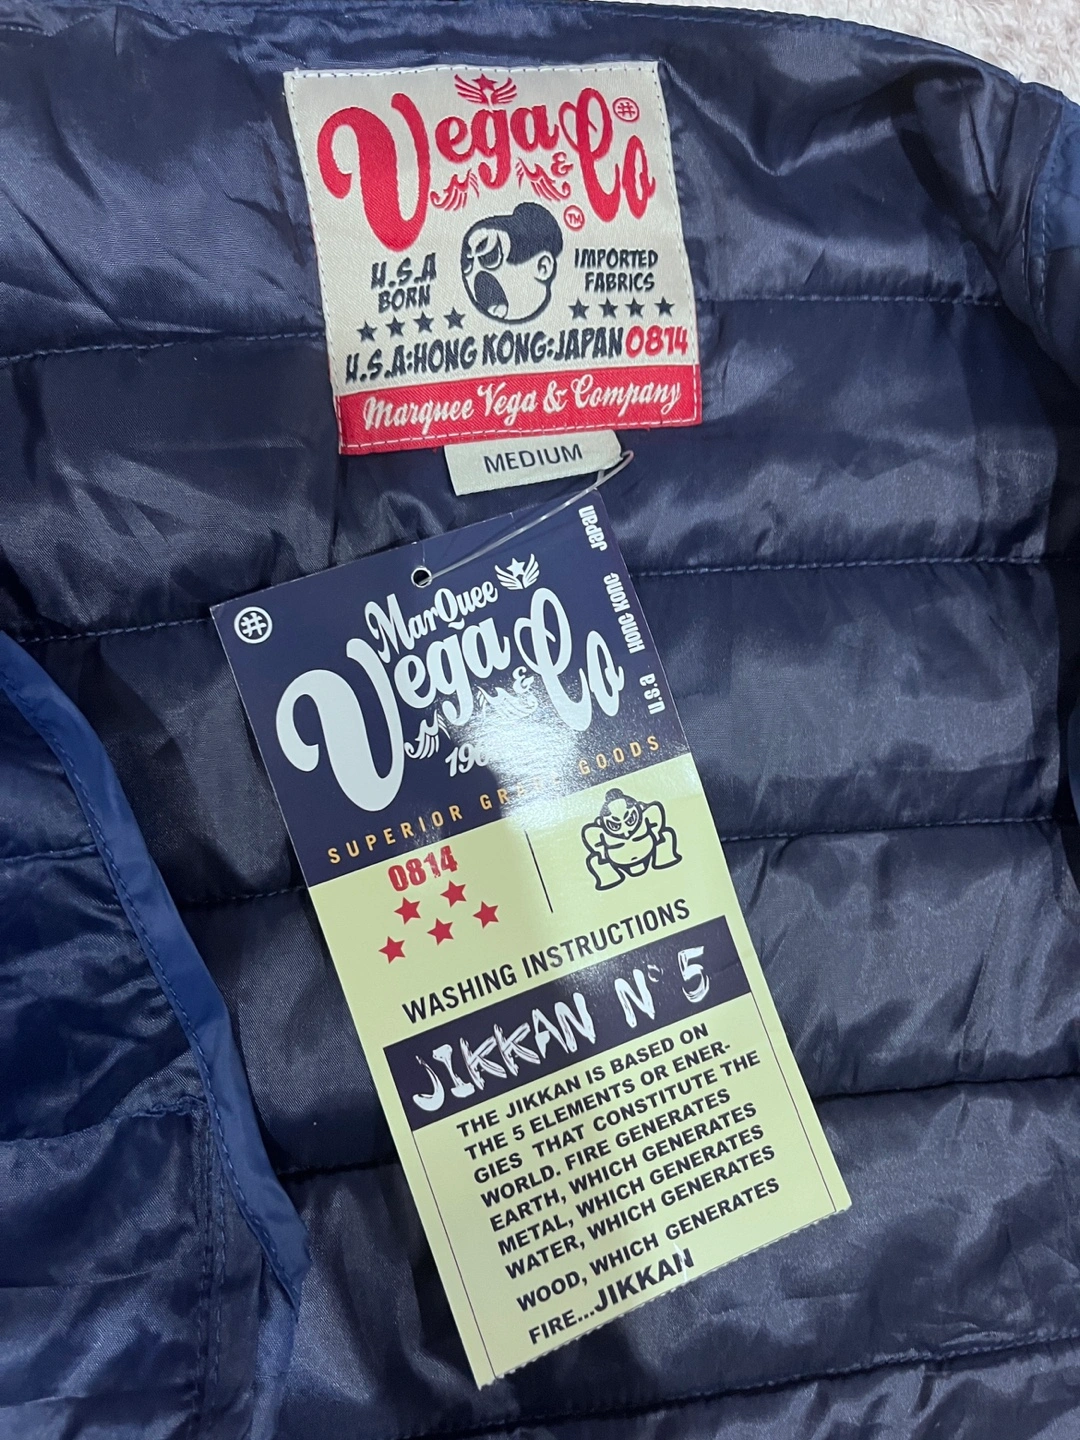 Vega & Co
#
TM
U.S.A
BORN
IMPORTED
FABRICS
U.S.A:HONG KONG:JAPAN 0814
Marquee Vega & Company
MEDIUM
Japan
HONG KONG
U.S.a
MarQuee
Vega & Co
SUPERIOR GOODS
0814
WASHING INSTRUCTIONS
JIKKAN N° 5
THE JIKKAN IS BASED ON
THE 5 ELEMENTS OR ENER-
GIES THAT CONSTITUTE THE
WORLD. FIRE GENERATES
EARTH, WHICH GENERATES
METAL, WHICH GENERATES
WATER, WHICH GENERATES
WOOD, WHICH GENERATES
FIRE...JIKKAN